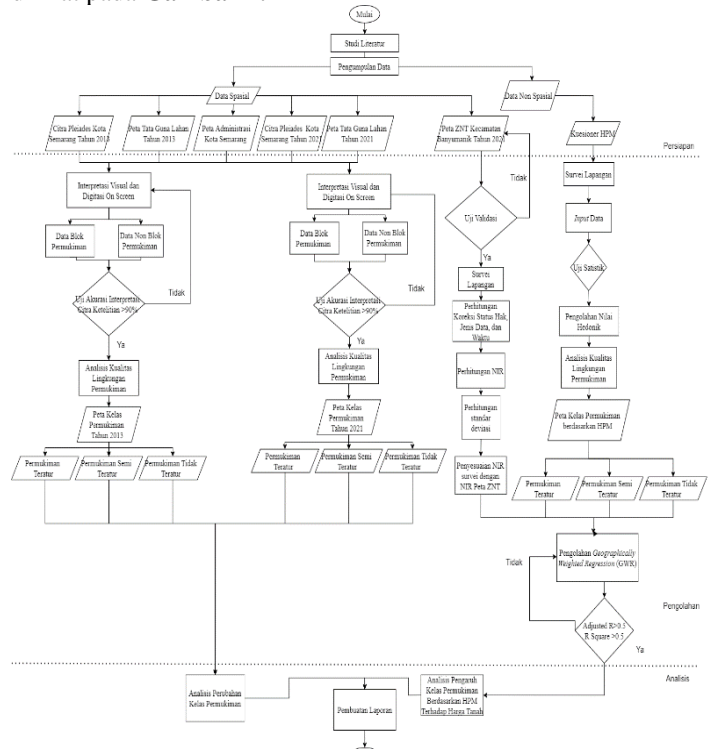 Mulai
Studi Literatur
Pengumpulan Data
Data Spasial
Data Non Spasial
Citra Pleiades Kota
Semarang Tahun 2013
Peta Tata Guna Lahan
Tahun 2013
Peta Administrasi
Kota Semarang
Citra Pleiades Kota
Semarang Tahun 2021
Peta Tata Guna Lahan
Tahun 2021
Peta ZNT Kecamatan
Banyumanik Tahun 2021
Kuesioner HPM
Persiapan
Interpretasi Visual dan
Digitasi On Screen
Data Blok
Permukiman
Data Non Blok
Permukiman
Uji Akurasi Interpretasi
Citra Ketelitian >90%
Tidak
Ya
Analisis Kualitas
Lingkungan
Permukiman
Peta Kelas
Permukiman
Tahun 2013
Permukiman
Teratur
Permukiman Semi
Teratur
Permukiman Tidak
Teratur
Interpretasi Visual dan
Digitasi On Screen
Data Blok
Permukiman
Data Non Blok
Permukiman
Uji Akurasi Interpretasi
Citra Ketelitian >90%
Tidak
Ya
Analisis Kualitas
Lingkungan
Permukiman
Peta Kelas
Permukiman
Tahun 2021
Permukiman
Teratur
Permukiman Semi
Teratur
Permukiman Tidak
Teratur
Tidak
Uji Validasi
Ya
Survei
Lapangan
Perhitungan
Koreksi Status Hak,
Jenis Data, dan
Waktu
Perhitungan NIR
Perhitungan
standar
deviasi
Penyesuaian NIR
survei dengan
NIR Peta ZNT
Survei Lapangan
Input Data
Uji Statistik
Pengolahan Nilai
Hedonik
Analisis Kualitas
Lingkungan
Permukiman
Peta Kelas Permukiman
berdasarkan HPM
Permukiman
Teratur
Permukiman Semi
Teratur
Permukiman Tidak
Teratur
Pengolahan Geographically
Weighted Regression (GWR)
Tidak
Adjusted R>0.5
R Square >0.5
Ya
Pengolahan
Analisis
Analisis Perubahan
Kelas Permukiman
Pembuatan Laporan
Analisis Pengaruh
Kelas Permukiman
Berdasarkan HPM
Terhadap Harga Tanah